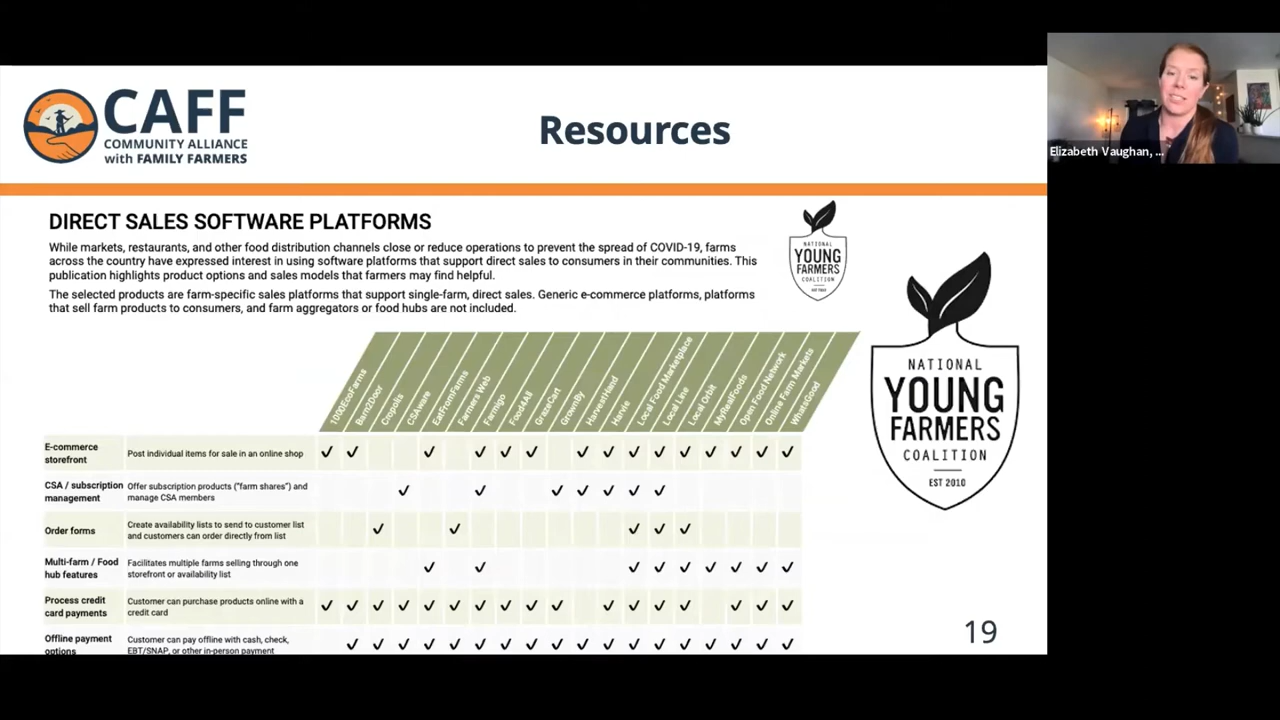 CAFF
COMMUNITY ALLIANCE
with FAMILY FARMERS
Resources
Elizabeth Vaughan, ...
DIRECT SALES SOFTWARE PLATFORMS
While markets, restaurants, and other food distribution channels close or reduce operations to prevent the spread of COVID-19, farms
across the country have expressed interest in using software platforms that support direct sales to consumers in their communities. This
publication highlights product options and sales models that farmers may find helpful.
The selected products are farm-specific sales platforms that support single-farm, direct sales. Generic e-commerce platforms, platforms
that sell farm products to consumers, and farm aggregators or food hubs are not included.
NATIONAL
YOUNG
FARMERS
COALITION
EST 2010
NATIONAL
YOUNG
FARMERS
COALITION
EST 2010
1000EcoFarms
Barn2Door
Cropolis
CSAware
EatFromFarms
Farmers Web
Farmigo
Food4All
GrazeCart
GrownBy
HarvestHand
Harvie
Local Food Marketplace
Local Line
Local Orbit
MyRealFoods
Open Food Network
Online Farm Markets
WhatsGood
E-commerce
storefront
Post individual items for sale in an online shop
CSA / subscription
management
Offer subscription products ("farm shares") and
manage CSA members
Order forms
Create availability lists to send to customer list
and customers can order directly from list
Multi-farm / Food
hub features
Facilitates multiple farms selling through one
storefront or availability list
Process credit
card payments
Customer can purchase products online with a
credit card
Offline payment
options
Customer can pay offline with cash, check,
EBT/SNAP, or other in-person payment
19